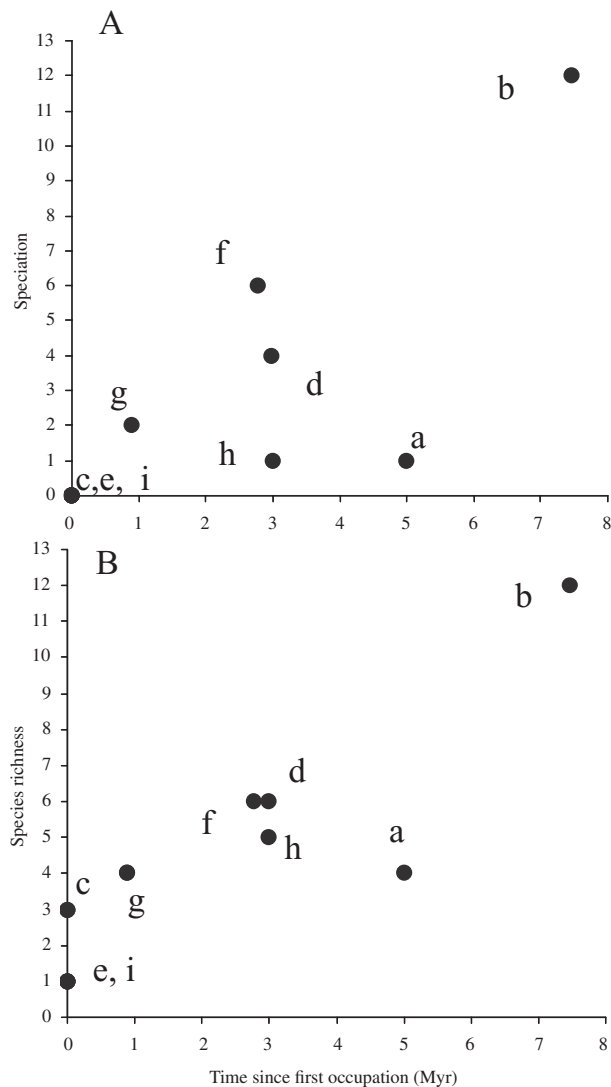 A
13
12
11
10
9
8
7
6
5
4
3
2
1
0
Speciation
b
f
d
g
h
a
c,e, i
0 1 2 3 4 5 6 7 8
B
13
12
11
10
9
8
7
6
5
4
3
2
1
0
Species richness
b
d
f
h
a
c
g
e, i
0 1 2 3 4 5 6 7 8
Time since first occupation (Myr)